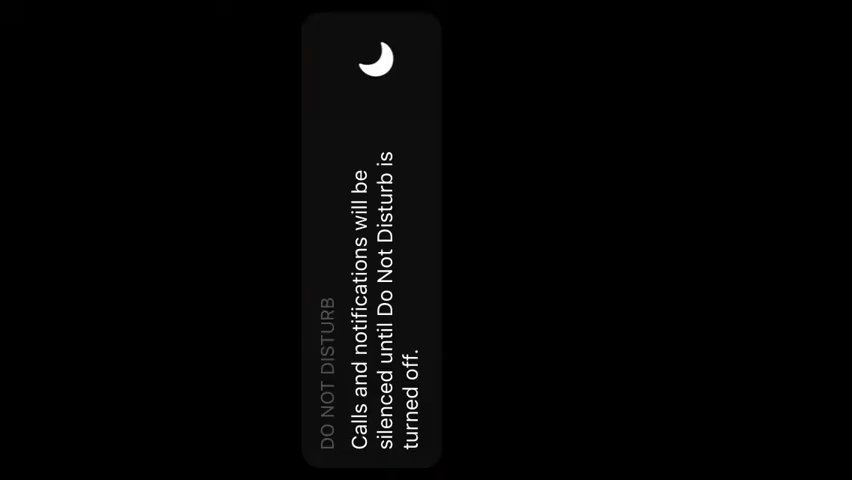 DO NOT DISTURB
Calls and notifications will be
silenced until Do Not Disturb is
turned off.